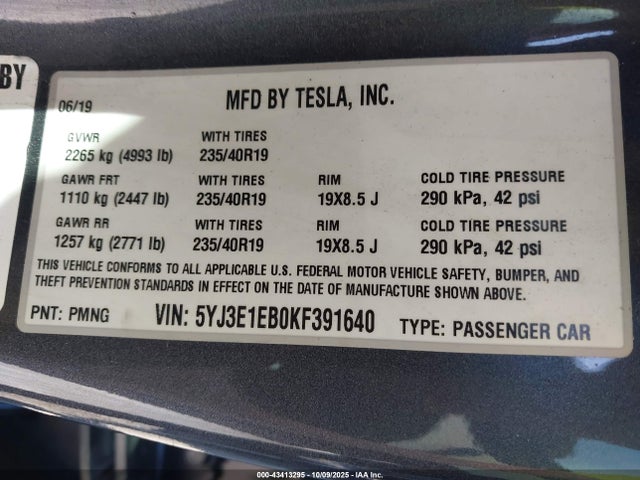 BY
06/19 MFD BY TESLA, INC.
GVWR WITH TIRES
2265 kg (4993 lb) 235/40R19
GAWR FRT WITH TIRES RIM COLD TIRE PRESSURE
1110 kg (2447 lb) 235/40R19 19X8.5 J 290 kPa, 42 psi
GAWR RR WITH TIRES RIM COLD TIRE PRESSURE
1257 kg (2771 lb) 235/40R19 19X8.5 J 290 kPa, 42 psi
THIS VEHICLE CONFORMS TO ALL APPLICABLE U.S. FEDERAL MOTOR VEHICLE SAFETY, BUMPER, AND
THEFT PREVENTION STANDARDS IN EFFECT ON THE DATE OF MANUFACTURE SHOWN ABOVE.
PNT: PMNG VIN: 5YJ3E1EB0KF391640 TYPE: PASSENGER CAR
000-43413295 - 10/09/2025 - IAA Inc.